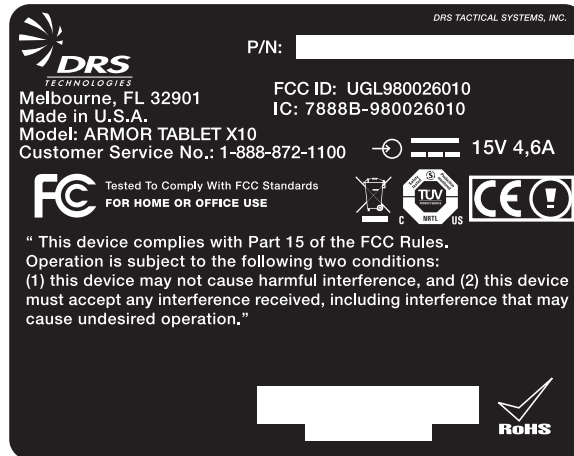 DRS TACTICAL SYSTEMS, INC.
P/N:
DRS
TECHNOLOGIES
FCC ID: UGL980026010
IC: 7888B-980026010
Melbourne, FL 32901
Made in U.S.A.
Model: ARMOR TABLET X10
Customer Service No.: 1-888-872-1100
15V 4,6A
FC
Tested To Comply With FCC Standards
FOR HOME OR OFFICE USE
TÜV
C NRTL US
CE
“ This device complies with Part 15 of the FCC Rules.
Operation is subject to the following two conditions:
(1) this device may not cause harmful interference, and (2) this device
must accept any interference received, including interference that may
cause undesired operation.”
RoHS